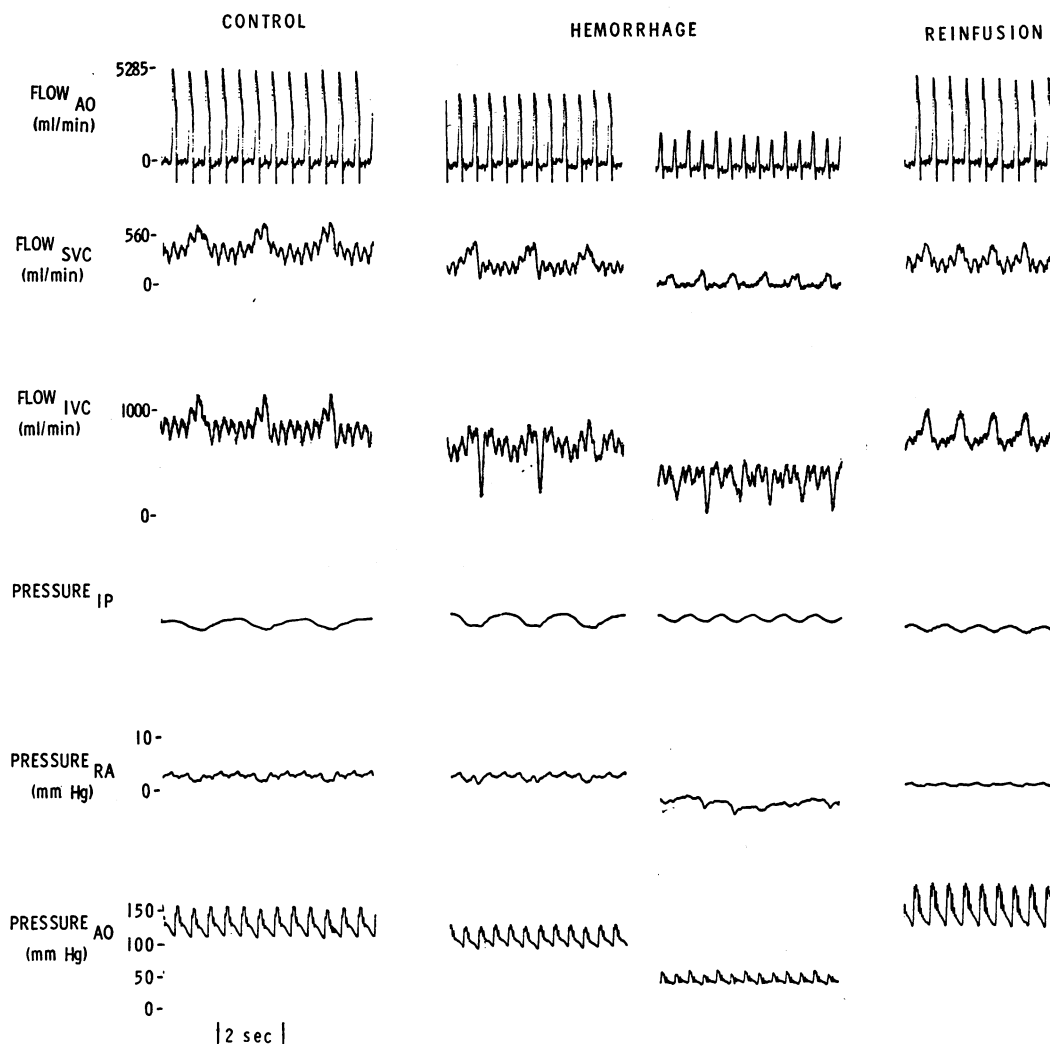 CONTROL HEMORRHAGE REINFUSION
5285-
FLOW AO
(ml/min)
0-
560-
FLOW SVC
(ml/min)
0-
FLOW IVC
1000-
(ml/min)
0-
PRESSURE IP
10-
PRESSURE RA
(mm Hg)
0-
150-
PRESSURE AO
100-
(mm Hg)
50-
0-
2 sec